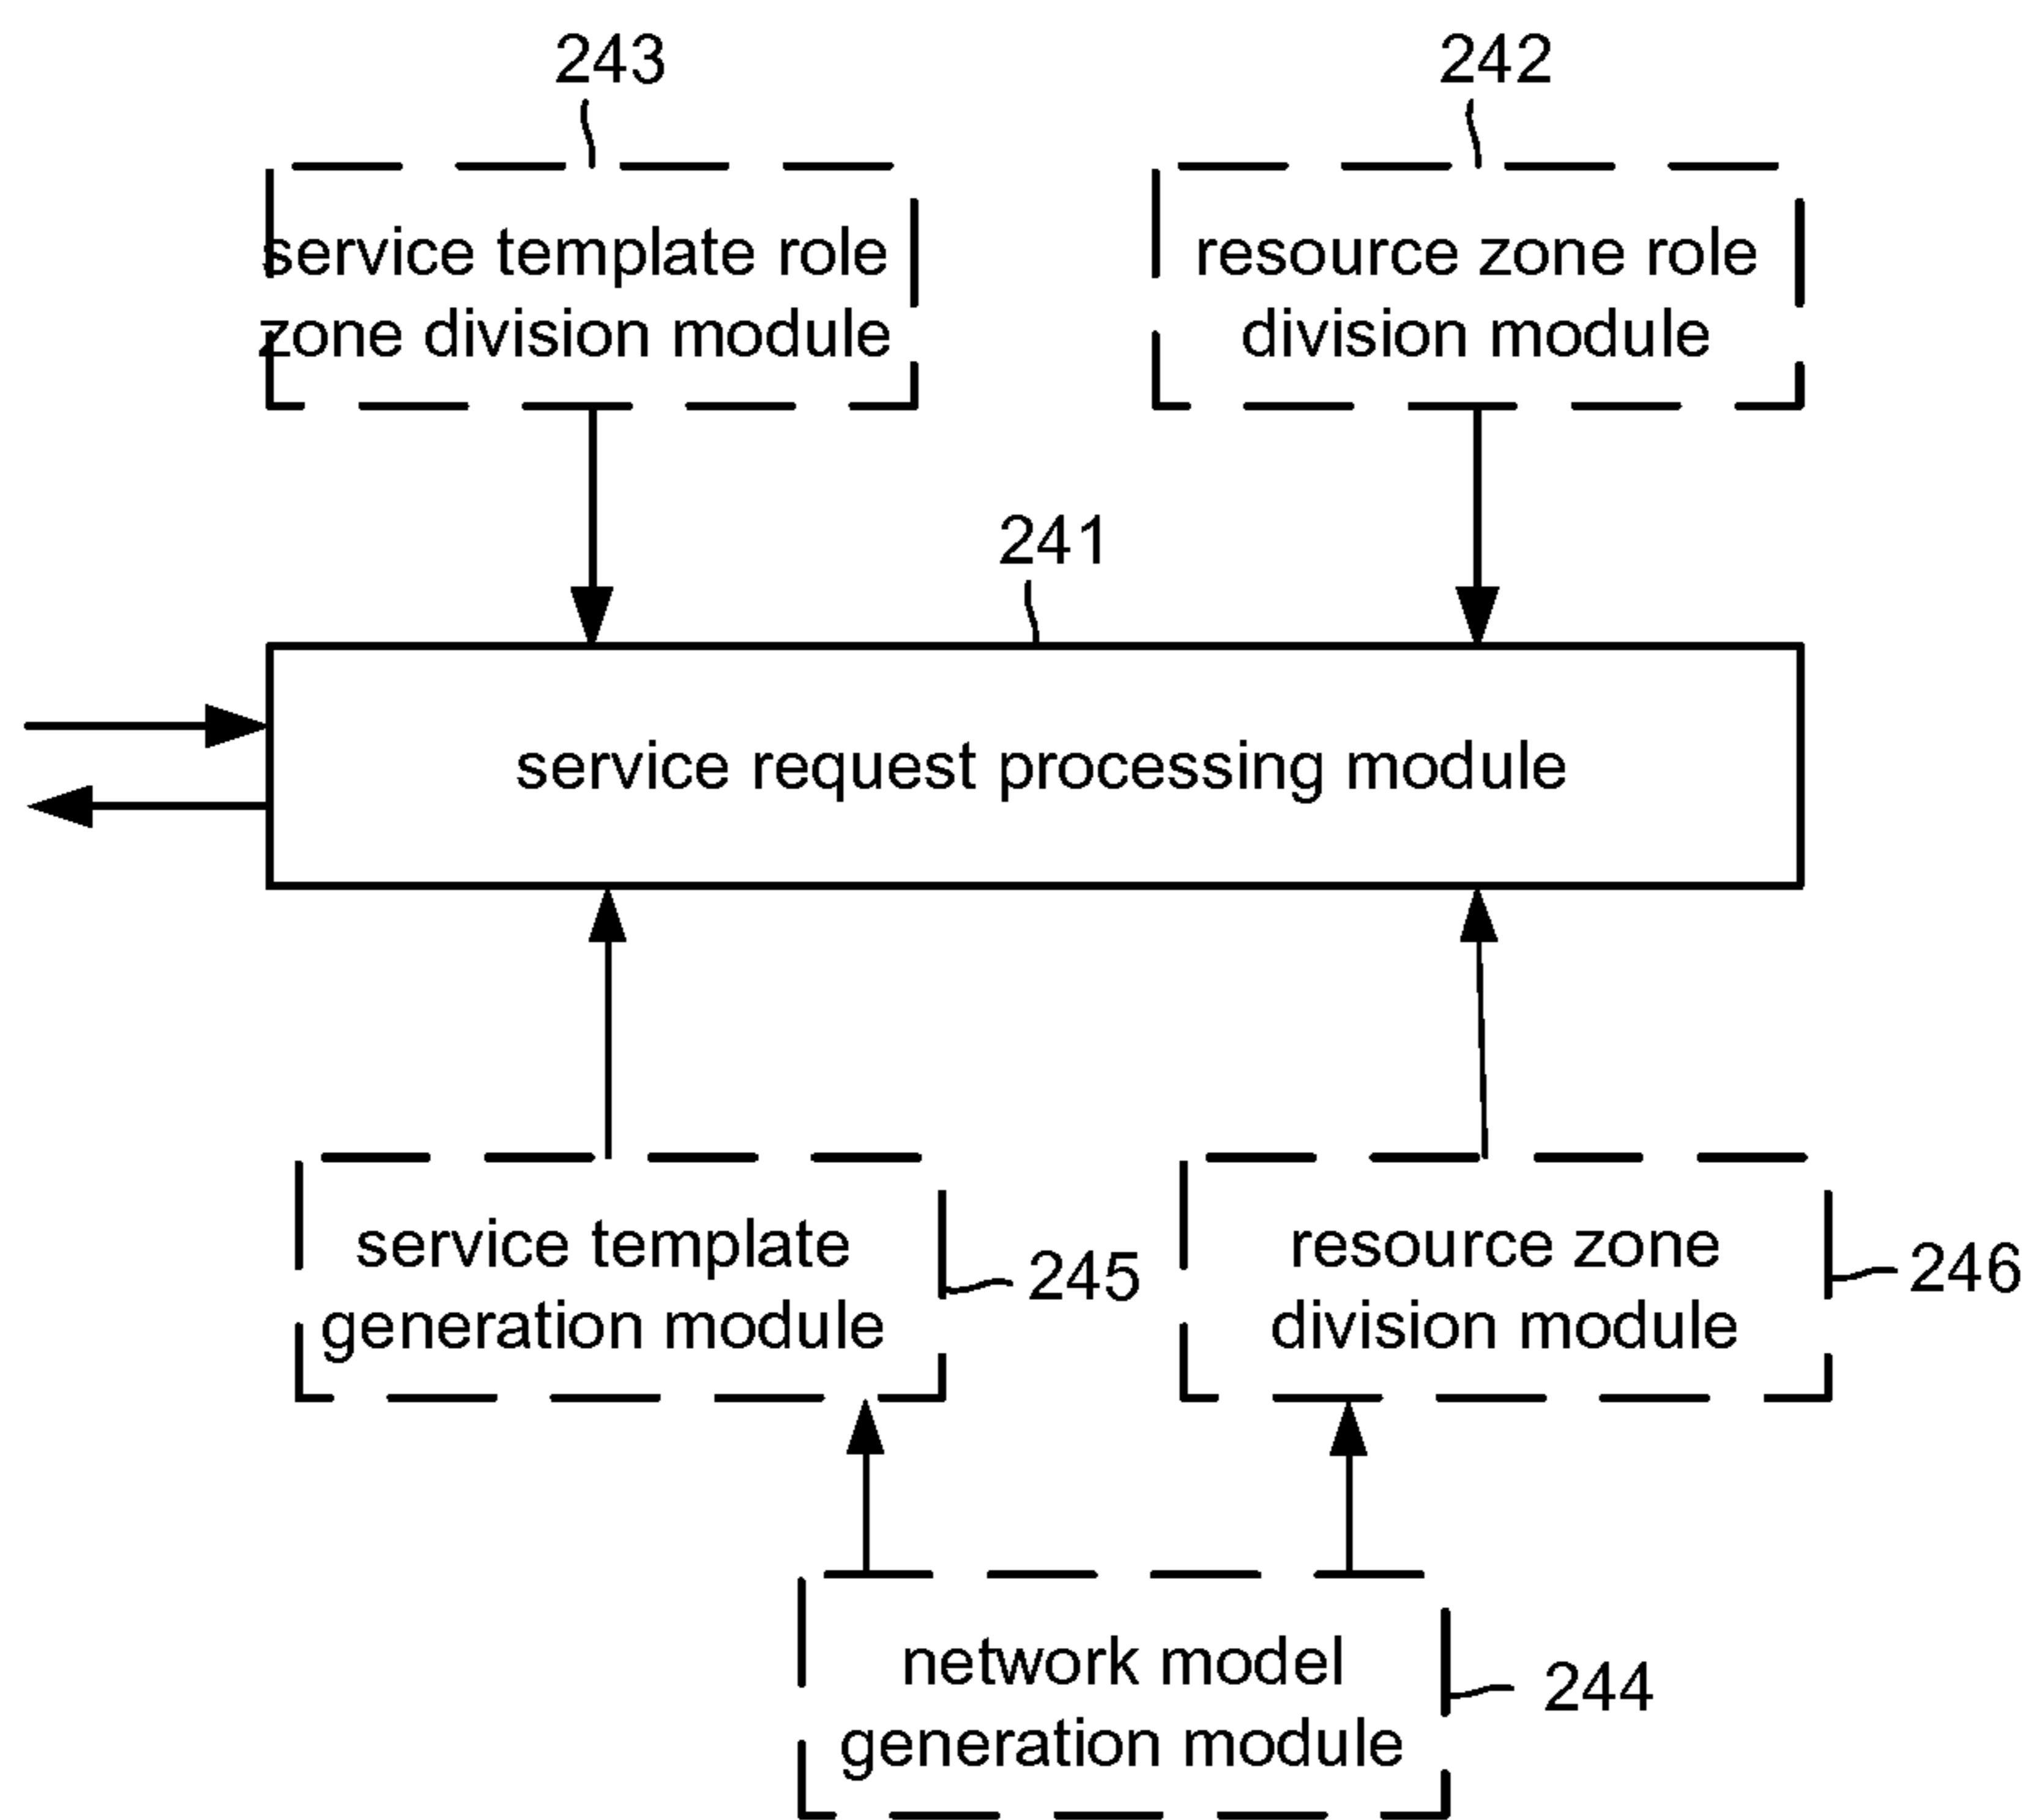 243
242
service template role
zone division module
resource zone role
division module
241
service request processing module
service template
generation module
245
resource zone
division module
246
network model
generation module
244